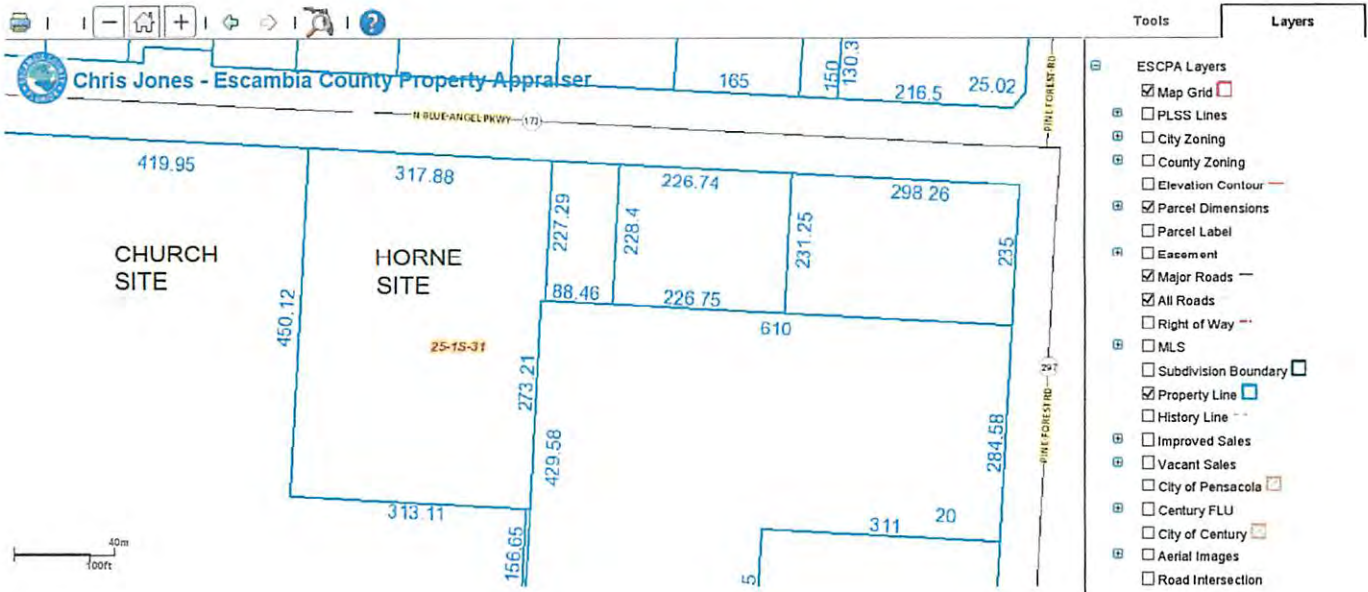 Tools
Layers
Chris Jones - Escambia County Property Appraiser
165
150
130.3
216.5
25.02
PINE FOREST RD
N BLUE ANGEL PKWY
173
419.95
317.88
226.74
298.26
CHURCH
SITE
HORNE
SITE
227.29
228.4
231.25
235
88.46
226.75
610
450.12
25-1S-31
273.21
429.58
297
PINE FOREST RD
284.58
313.11
156.65
311
20
5
40m
100ft
ESCPA Layers
Map Grid
PLSS Lines
City Zoning
County Zoning
Elevation Contour
Parcel Dimensions
Parcel Label
Easement
Major Roads
All Roads
Right of Way
MLS
Subdivision Boundary
Property Line
History Line
Improved Sales
Vacant Sales
City of Pensacola
Century FLU
City of Century
Aerial Images
Road Intersection